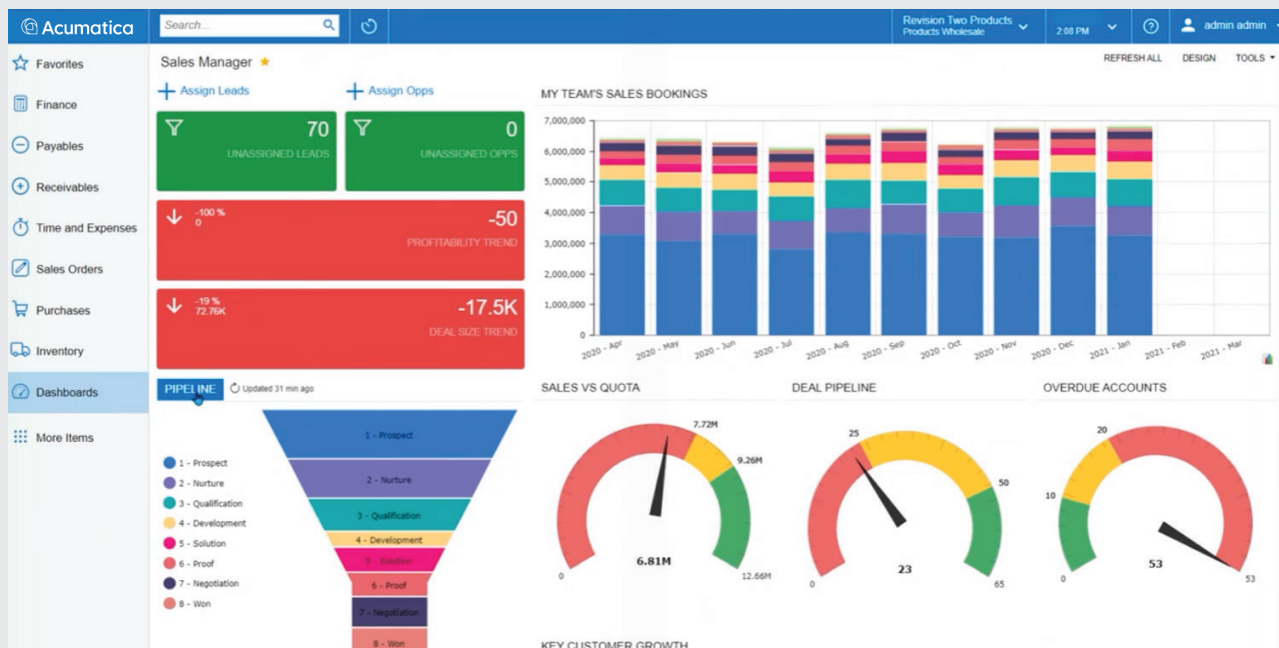 Acumatica
Search...
Revision Two Products
Products Wholesale
2:08 PM
admin admin
Favorites
Finance
Payables
Receivables
Time and Expenses
Sales Orders
Purchases
Inventory
Dashboards
More Items
Sales Manager
REFRESH ALL
DESIGN
TOOLS
Assign Leads
Assign Opps
70
UNASSIGNED LEADS
0
UNASSIGNED OPPS
-100 %
0
-50
PROFITABILITY TREND
-19 %
72.76K
-17.5K
DEAL SIZE TREND
MY TEAM'S SALES BOOKINGS
7,000,000
6,000,000
5,000,000
4,000,000
3,000,000
2,000,000
1,000,000
0
2020 - Apr
2020 - May
2020 - Jun
2020 - Jul
2020 - Aug
2020 - Sep
2020 - Oct
2020 - Nov
2020 - Dec
2021 - Jan
2021 - Feb
2021 - Mar
PIPELINE
Updated 31 min ago
1 - Prospect
2 - Nurture
3 - Qualification
4 - Development
5 - Solution
6 - Proof
7 - Negotiation
8 - Won
1 - Prospect
2 - Nurture
3 - Qualification
4 - Development
5 - Solution
6 - Proof
7 - Negotiation
8 - Won
SALES VS QUOTA
7.72M
9.26M
6.81M
0
12.66M
DEAL PIPELINE
25
50
23
0
65
OVERDUE ACCOUNTS
20
10
53
0
53
KEY CUSTOMER GROWTH